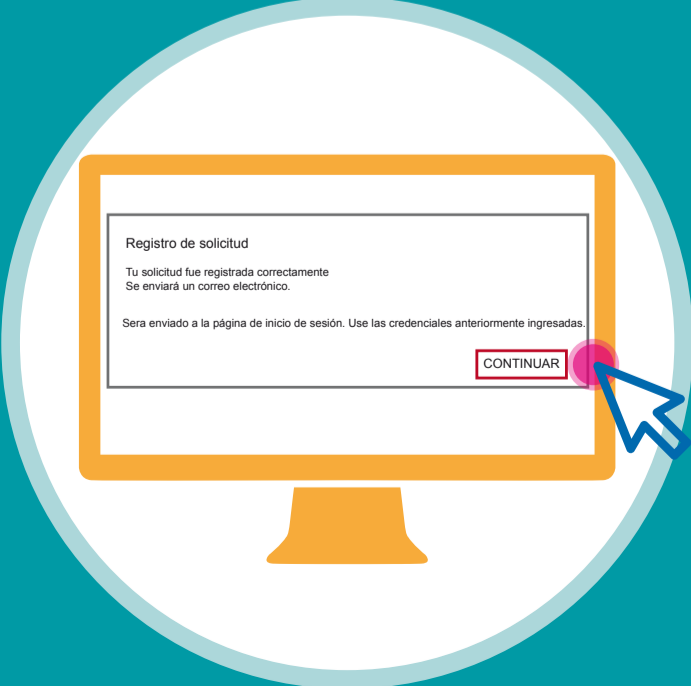 Registro de solicitud
Tu solicitud fue registrada correctamente
Se enviará un correo electrónico.
Sera enviado a la página de inicio de sesión. Use las credenciales anteriormente ingresadas.
CONTINUAR